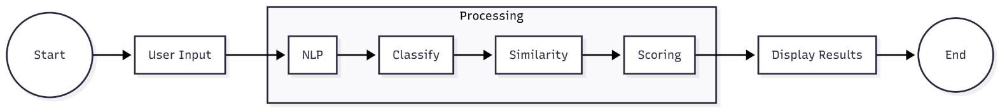 Processing
Start
User Input
NLP
Classify
Similarity
Scoring
Display Results
End